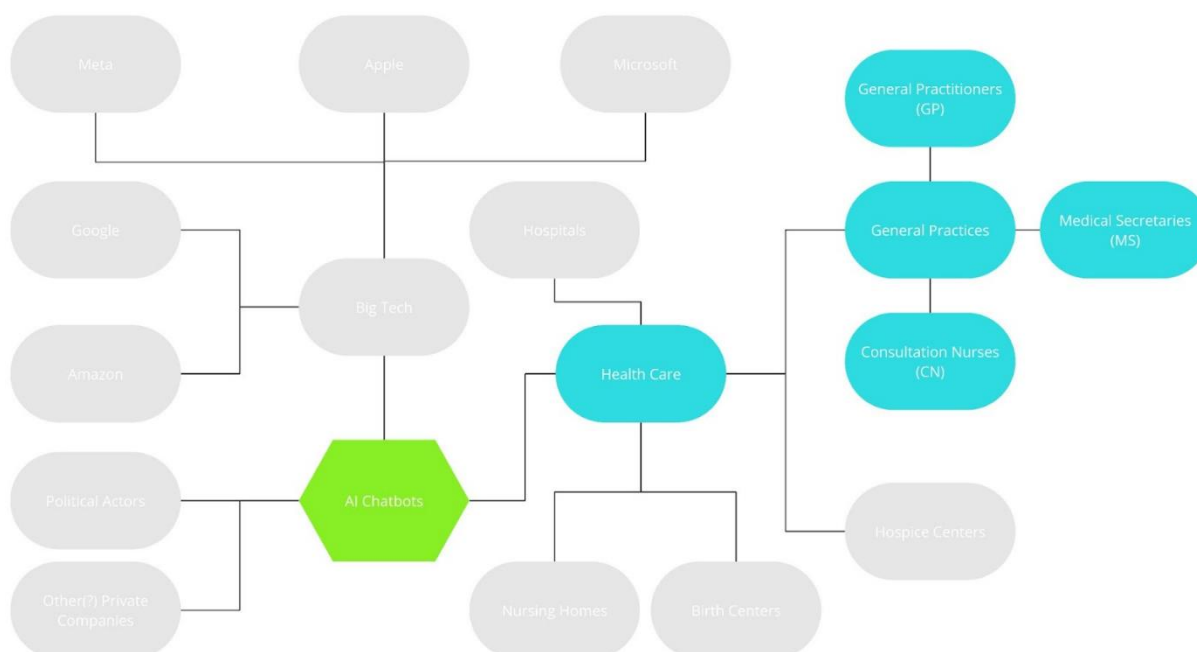 Meta
Apple
Microsoft
General Practitioners
(GP)
Google
Hospitals
General Practices
Medical Secretaries
(MS)
Big Tech
Amazon
Health Care
Consultation Nurses
(CN)
Political Actors
AI Chatbots
Hospice Centers
Other(?) Private
Companies
Nursing Homes
Birth Centers